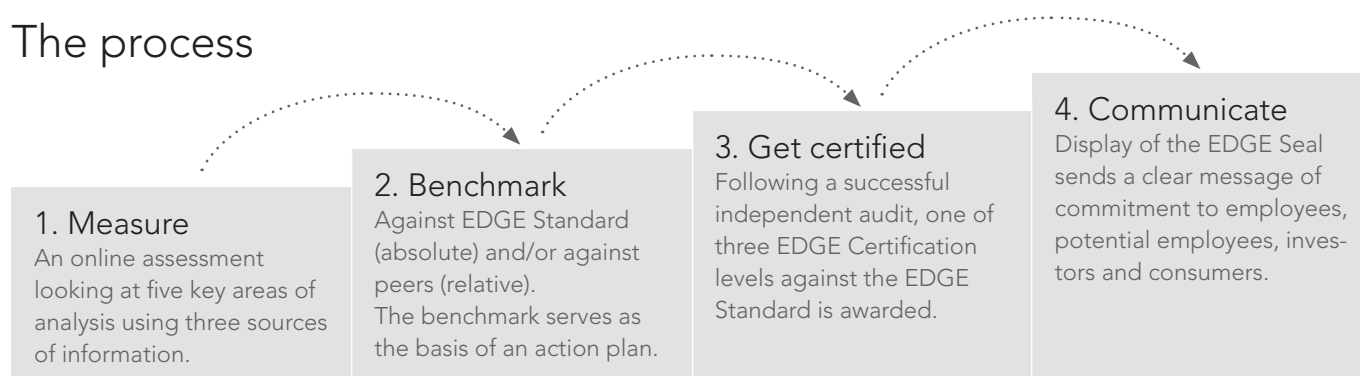 The process
1. Measure
An online assessment
looking at five key areas of
analysis using three sources
of information.
2. Benchmark
Against EDGE Standard
(absolute) and/or against
peers (relative).
The benchmark serves as
the basis of an action plan.
3. Get certified
Following a successful
independent audit, one of
three EDGE Certification
levels against the EDGE
Standard is awarded.
4. Communicate
Display of the EDGE Seal
sends a clear message of
commitment to employees,
potential employees, inves-
tors and consumers.